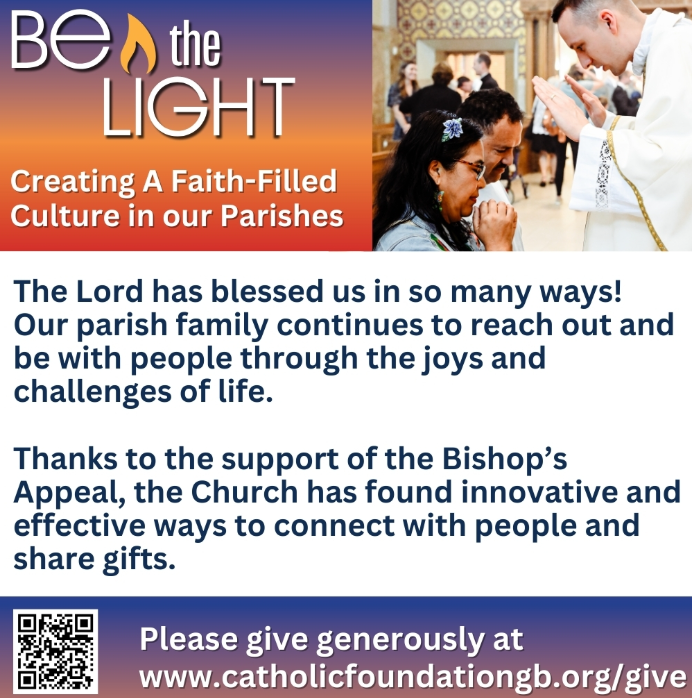 BE the
LIGHT
Creating A Faith-Filled
Culture in our Parishes
The Lord has blessed us in so many ways!
Our parish family continues to reach out and
be with people through the joys and
challenges of life.
Thanks to the support of the Bishop’s
Appeal, the Church has found innovative and
effective ways to connect with people and
share gifts.
Please give generously at
www.catholicfoundationgb.org/give